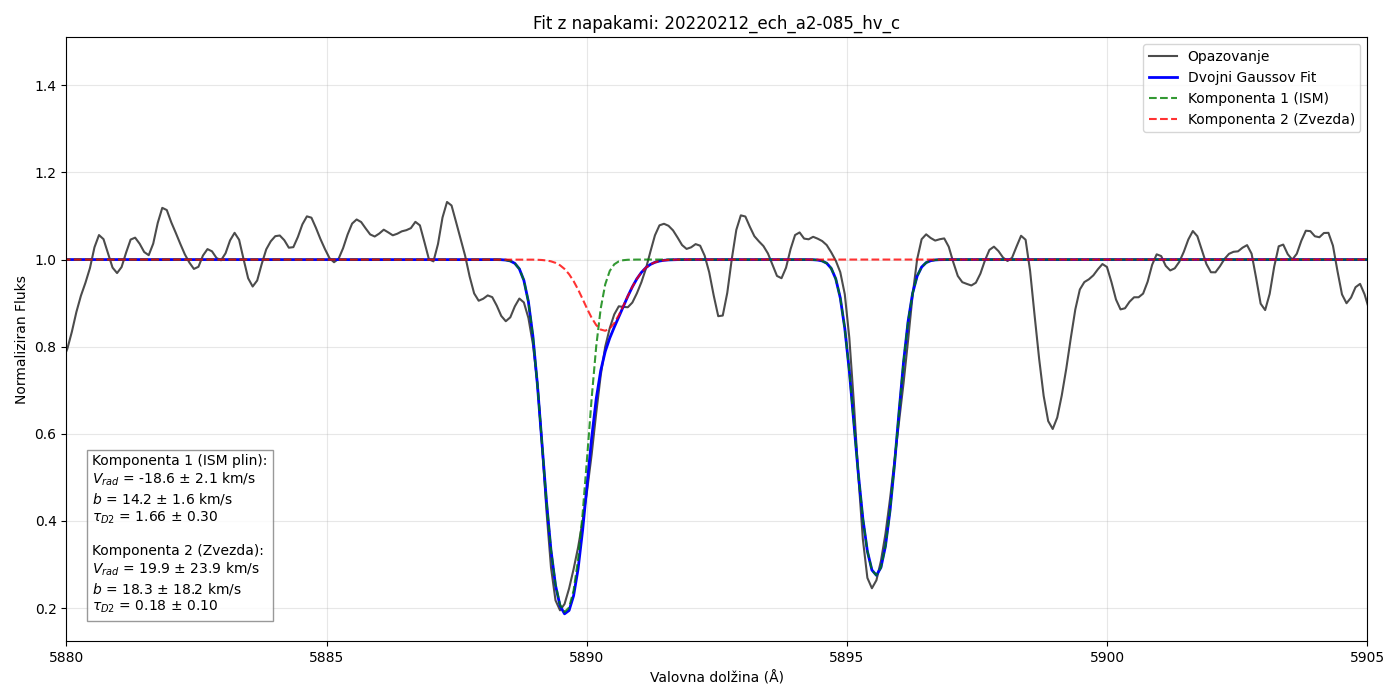 Fit z napakami: 20220212_ech_a2-085_hv_c
Normaliziran Fluks
1.4
1.2
1.0
0.8
0.6
0.4
0.2
Opazovanje
Dvojni Gaussov Fit
Komponenta 1 (ISM)
Komponenta 2 (Zvezda)
Komponenta 1 (ISM plin):
V_rad = -18.6 ± 2.1 km/s
b = 14.2 ± 1.6 km/s
τ_D2 = 1.66 ± 0.30
Komponenta 2 (Zvezda):
V_rad = 19.9 ± 23.9 km/s
b = 18.3 ± 18.2 km/s
τ_D2 = 0.18 ± 0.10
5880 5885 5890 5895 5900 5905
Valovna dolžina (Å)